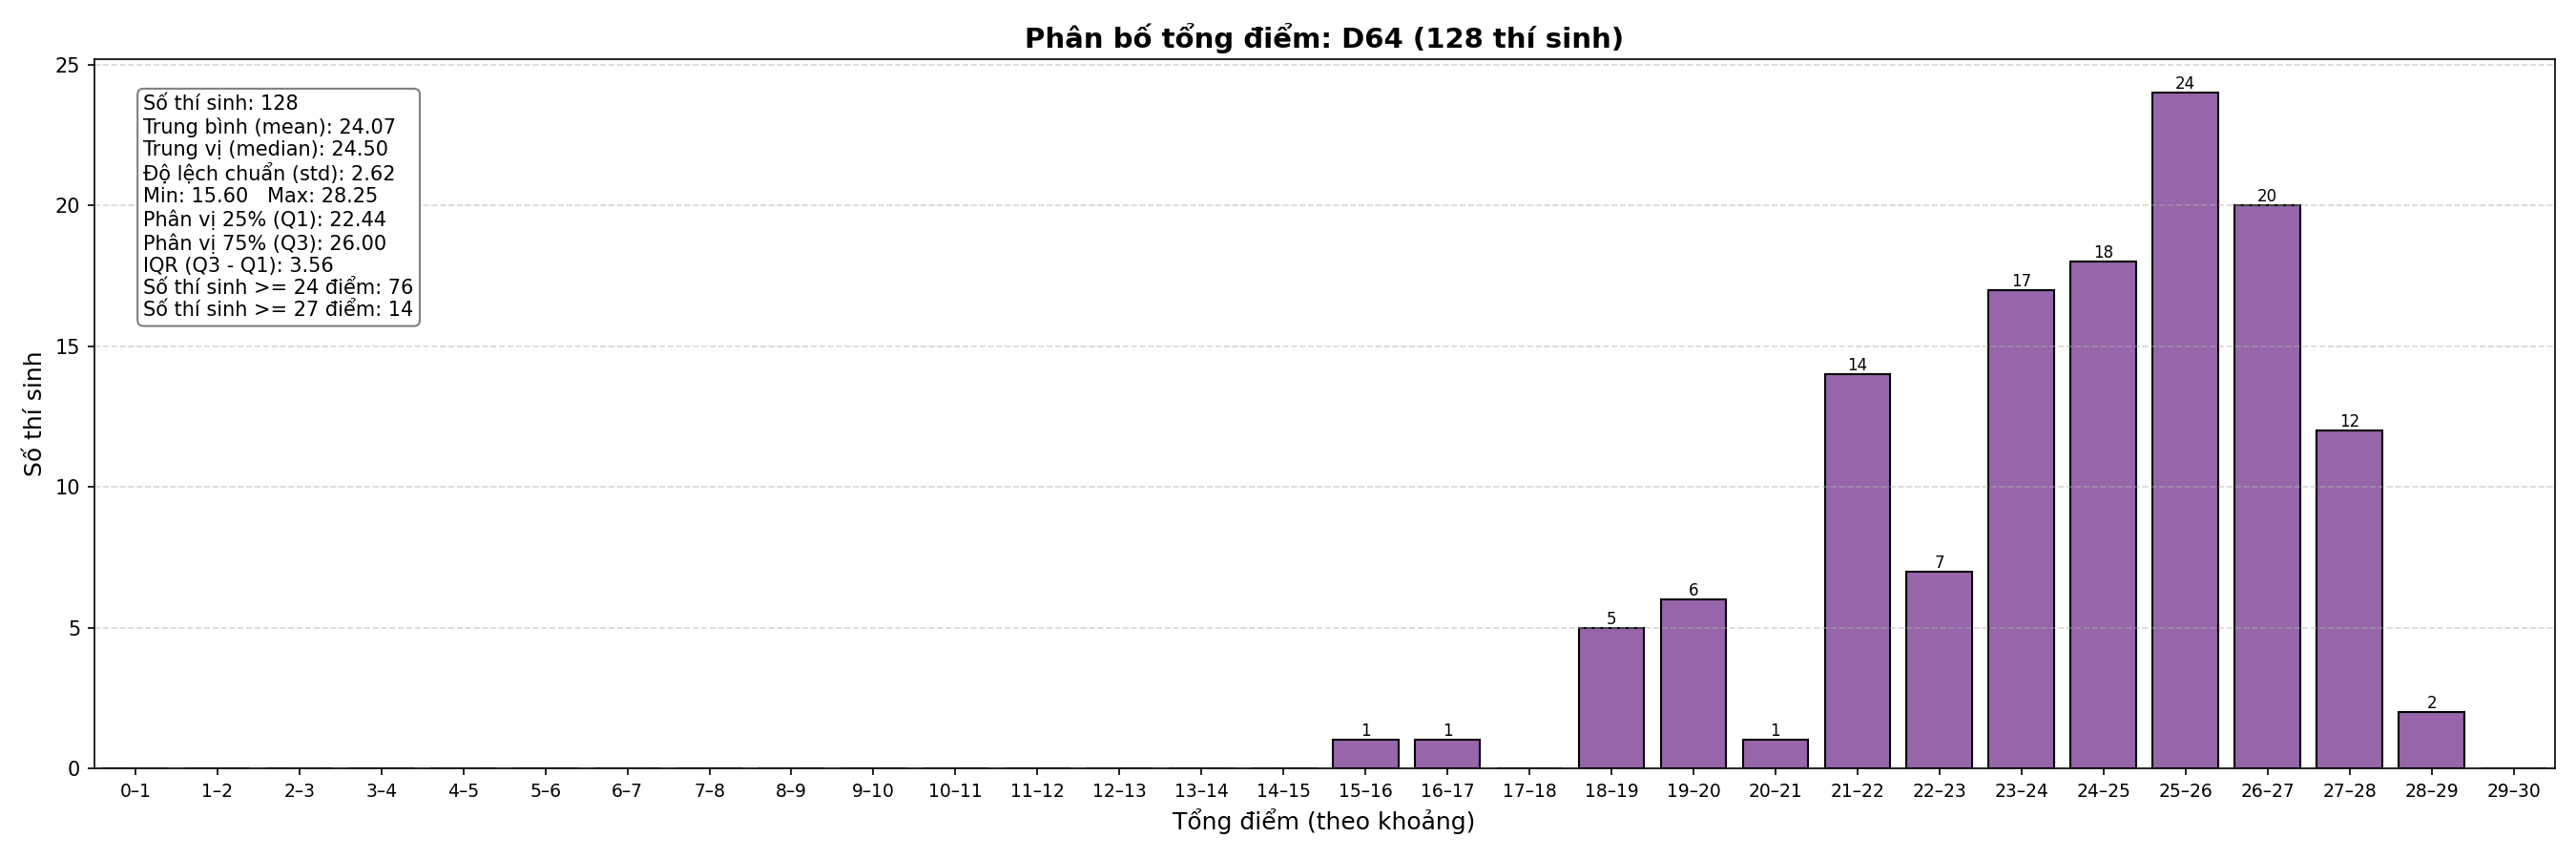 Phân bố tổng điểm: D64 (128 thí sinh)
25
20
15
10
5
0
Số thí sinh
Số thí sinh: 128
Trung bình (mean): 24.07
Trung vị (median): 24.50
Độ lệch chuẩn (std): 2.62
Min: 15.60   Max: 28.25
Phân vị 25% (Q1): 22.44
Phân vị 75% (Q3): 26.00
IQR (Q3 - Q1): 3.56
Số thí sinh >= 24 điểm: 76
Số thí sinh >= 27 điểm: 14
1
1
5
6
1
14
7
17
18
24
20
12
2
0–1 1–2 2–3 3–4 4–5 5–6 6–7 7–8 8–9 9–10 10–11 11–12 12–13 13–14 14–15 15–16 16–17 17–18 18–19 19–20 20–21 21–22 22–23 23–24 24–25 25–26 26–27 27–28 28–29 29–30
Tổng điểm (theo khoảng)